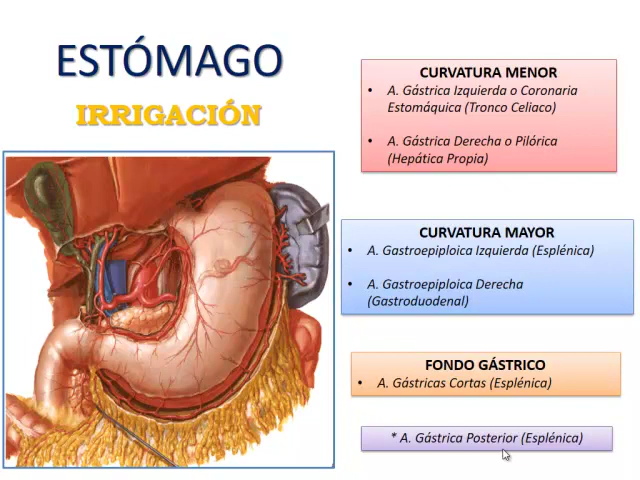 ESTÓMAGO
IRRIGACIÓN
CURVATURA MENOR
• A. Gástrica Izquierda o Coronaria
Estomáquica (Tronco Celiaco)
• A. Gástrica Derecha o Pilórica
(Hepática Propia)
CURVATURA MAYOR
• A. Gastroepiploica Izquierda (Esplénica)
• A. Gastroepiploica Derecha
(Gastroduodenal)
FONDO GÁSTRICO
• A. Gástricas Cortas (Esplénica)
* A. Gástrica Posterior (Esplénica)